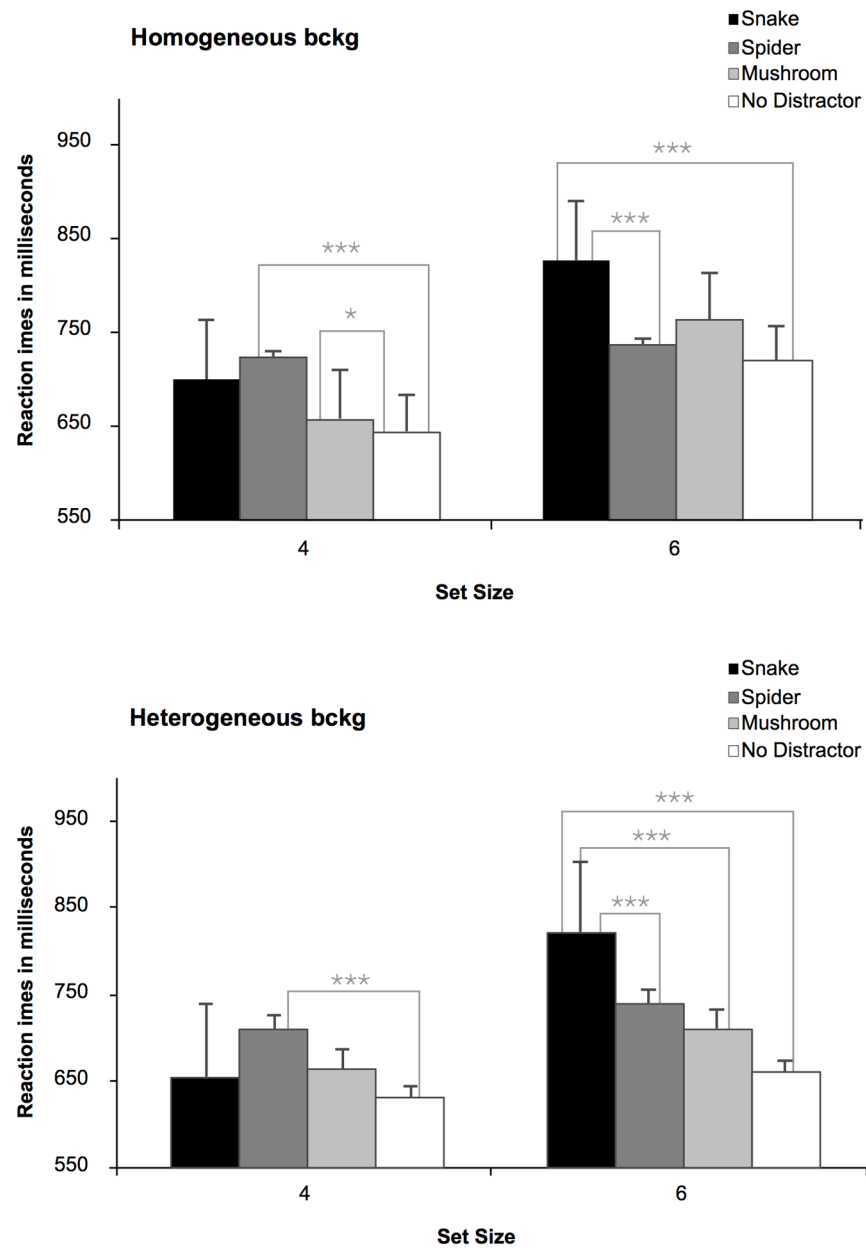 Homogeneous bckg
Snake
Spider
Mushroom
No Distractor
Reaction imes in milliseconds
950
850
750
650
550
***
*
***
***
4
6
Set Size
Heterogeneous bckg
Snake
Spider
Mushroom
No Distractor
Reaction imes in milliseconds
950
850
750
650
550
***
***
***
***
4
6
Set Size